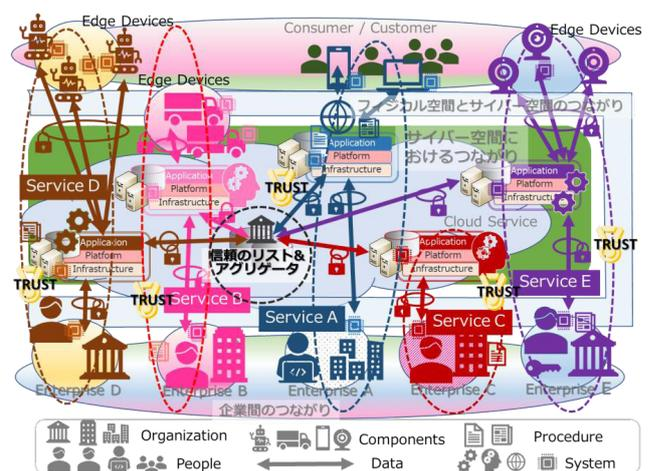 Edge Devices
Consumer / Customer
Edge Devices
Edge Devices
フィジカル空間とサイバー空間のつながり
サイバー空間に
おけるつながり
Application
Platform
Infrastructure
TRUST
Application
Platform
Infrastructure
Application
Platform
Infrastructure
Service D
Cloud Service
Application
Platform
Infrastructure
信頼のリスト&
アグリゲータ
Application
Platform
Infrastructure
TRUST
TRUST
TRUST
TRUST
Service B
Service A
Service C
Service E
Enterprise D
Enterprise B
Enterprise A
Enterprise C
Enterprise E
企業間のつながり
Organization
Components
Procedure
People
Data
System